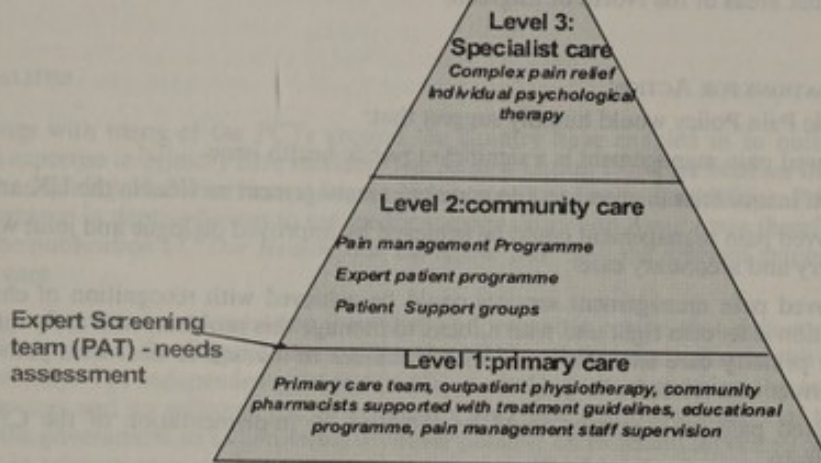 Level 3:
Specialist care
Complex pain relief
Individual psychological
therapy
Level 2:community care
Pain management Programme
Expert patient programme
Patient Support groups
Expert Screening
team (PAT) - needs
assessment
Level 1:primary care
Primary care team, outpatient physiotherapy, community
pharmacists supported with treatment guidelines, educational
programme, pain management staff supervision